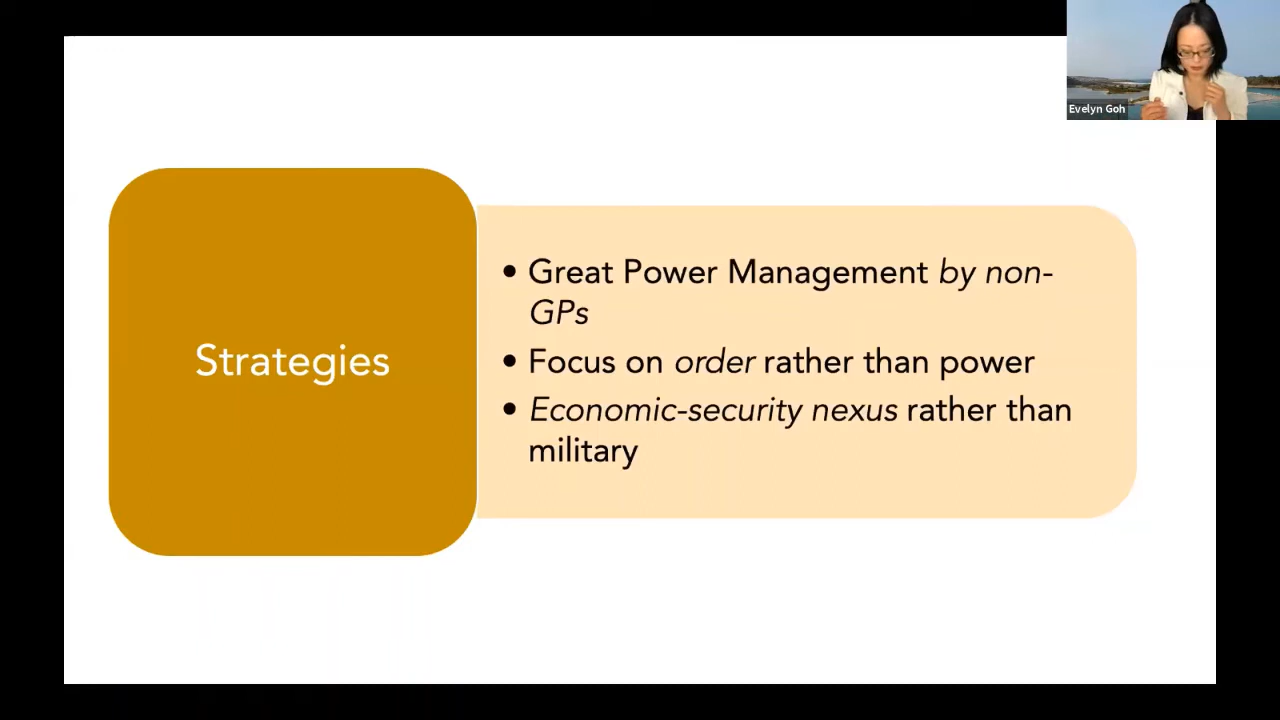 Evelyn Goh
Strategies
• Great Power Management by non-
GPs
• Focus on order rather than power
• Economic-security nexus rather than
military